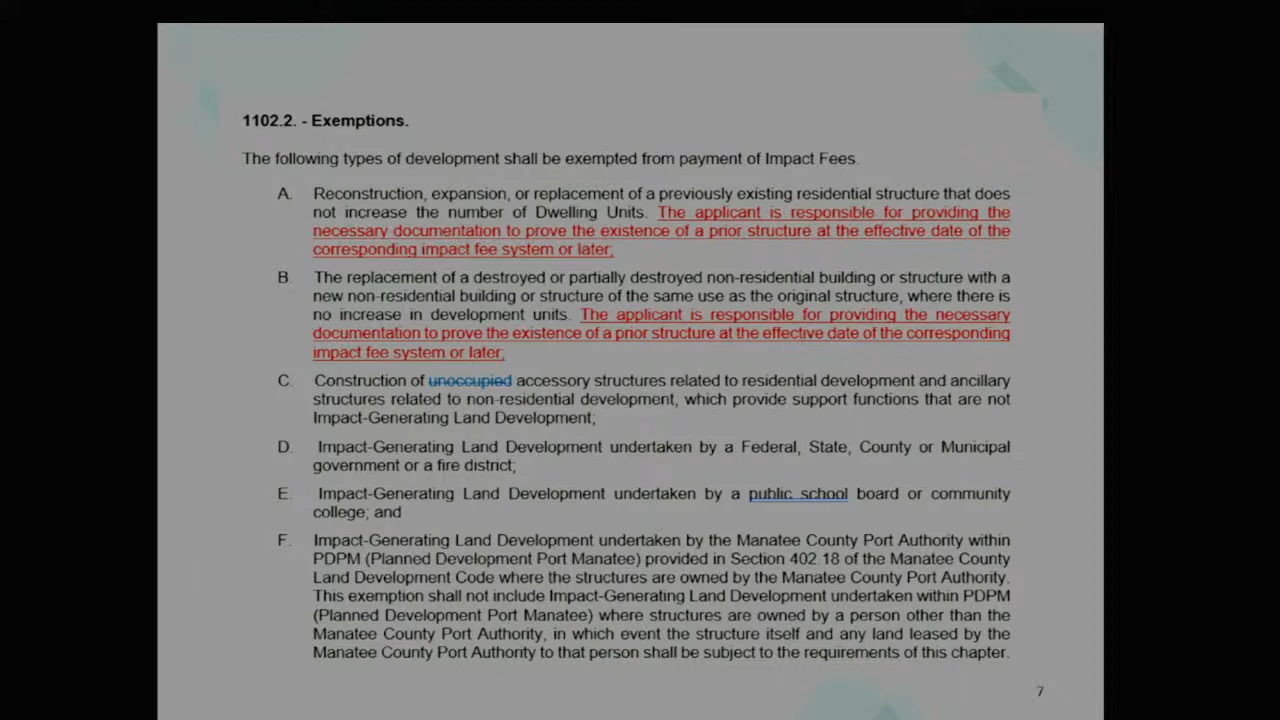 1102.2. - Exemptions.
The following types of development shall be exempted from payment of Impact Fees.
A. Reconstruction, expansion, or replacement of a previously existing residential structure that does
not increase the number of Dwelling Units. The applicant is responsible for providing the
necessary documentation to prove the existence of a prior structure at the effective date of the
corresponding impact fee system or later;
B. The replacement of a destroyed or partially destroyed non-residential building or structure with a
new non-residential building or structure of the same use as the original structure, where there is
no increase in development units. The applicant is responsible for providing the necessary
documentation to prove the existence of a prior structure at the effective date of the corresponding
impact fee system or later;
C. Construction of unoccupied accessory structures related to residential development and ancillary
structures related to non-residential development, which provide support functions that are not
Impact-Generating Land Development;
D. Impact-Generating Land Development undertaken by a Federal, State, County or Municipal
government or a fire district;
E. Impact-Generating Land Development undertaken by a public school board or community
college; and
F. Impact-Generating Land Development undertaken by the Manatee County Port Authority within
PDPM (Planned Development Port Manatee) provided in Section 402.18 of the Manatee County
Land Development Code where the structures are owned by the Manatee County Port Authority.
This exemption shall not include Impact-Generating Land Development undertaken within PDPM
(Planned Development Port Manatee) where structures are owned by a person other than the
Manatee County Port Authority, in which event the structure itself and any land leased by the
Manatee County Port Authority to that person shall be subject to the requirements of this chapter.
7